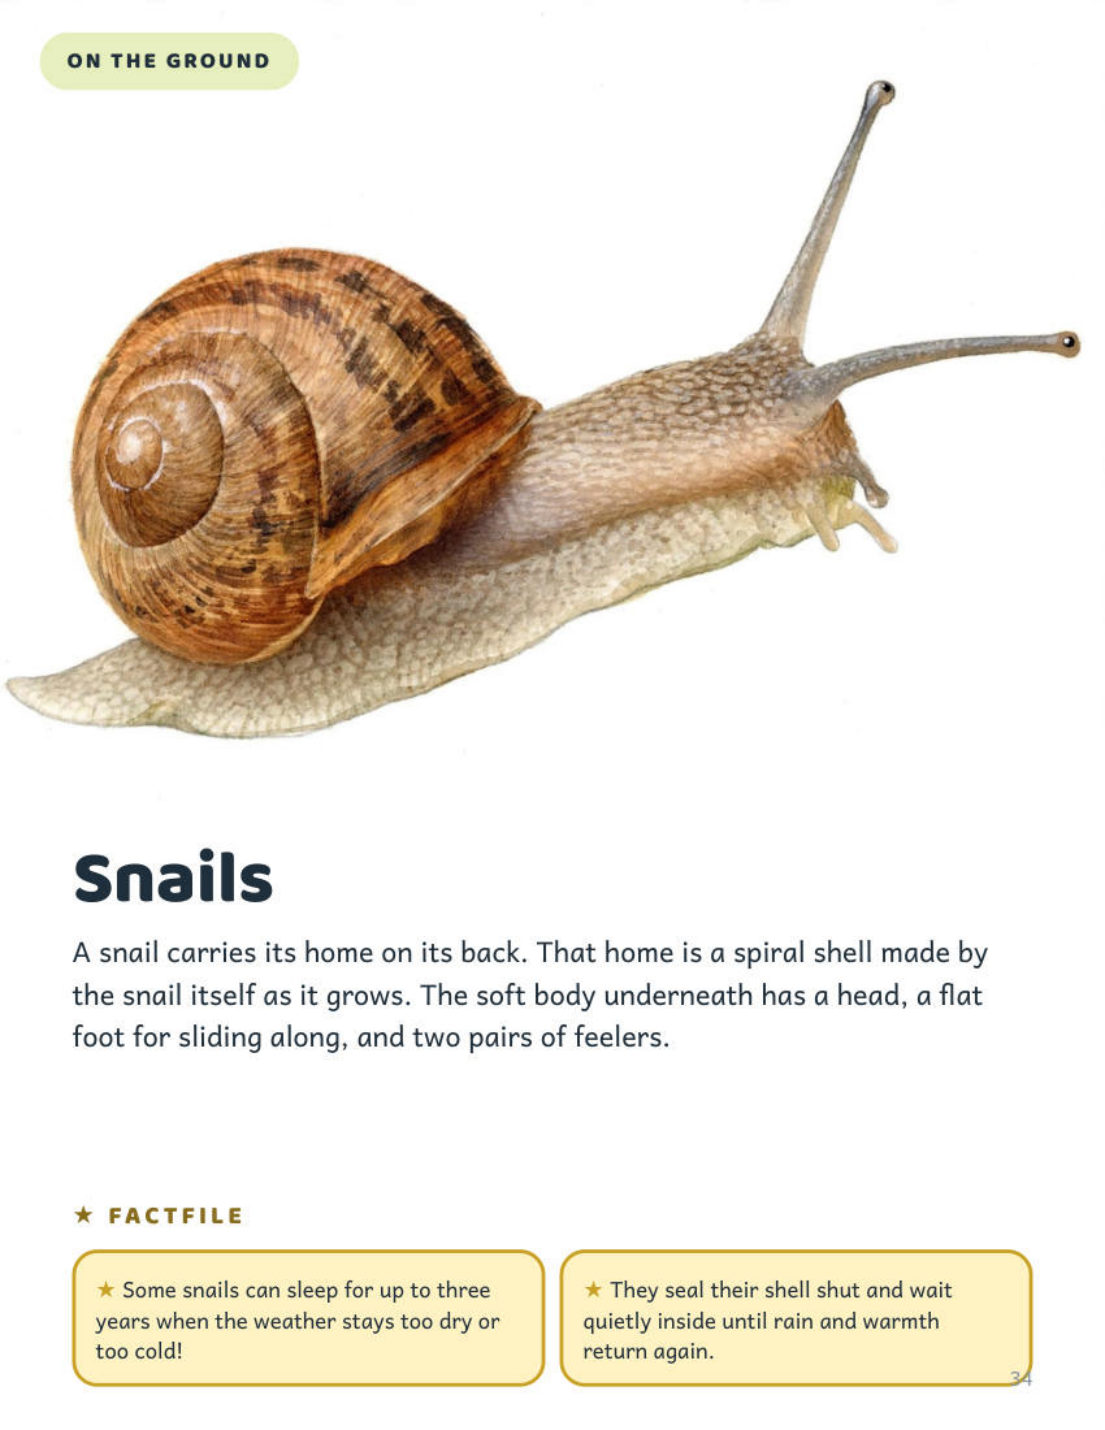 ON THE GROUND
Snails
A snail carries its home on its back. That home is a spiral shell made by
the snail itself as it grows. The soft body underneath has a head, a flat
foot for sliding along, and two pairs of feelers.
★ FACTFILE
★ Some snails can sleep for up to three
years when the weather stays too dry or
too cold!
★ They seal their shell shut and wait
quietly inside until rain and warmth
return again.
34